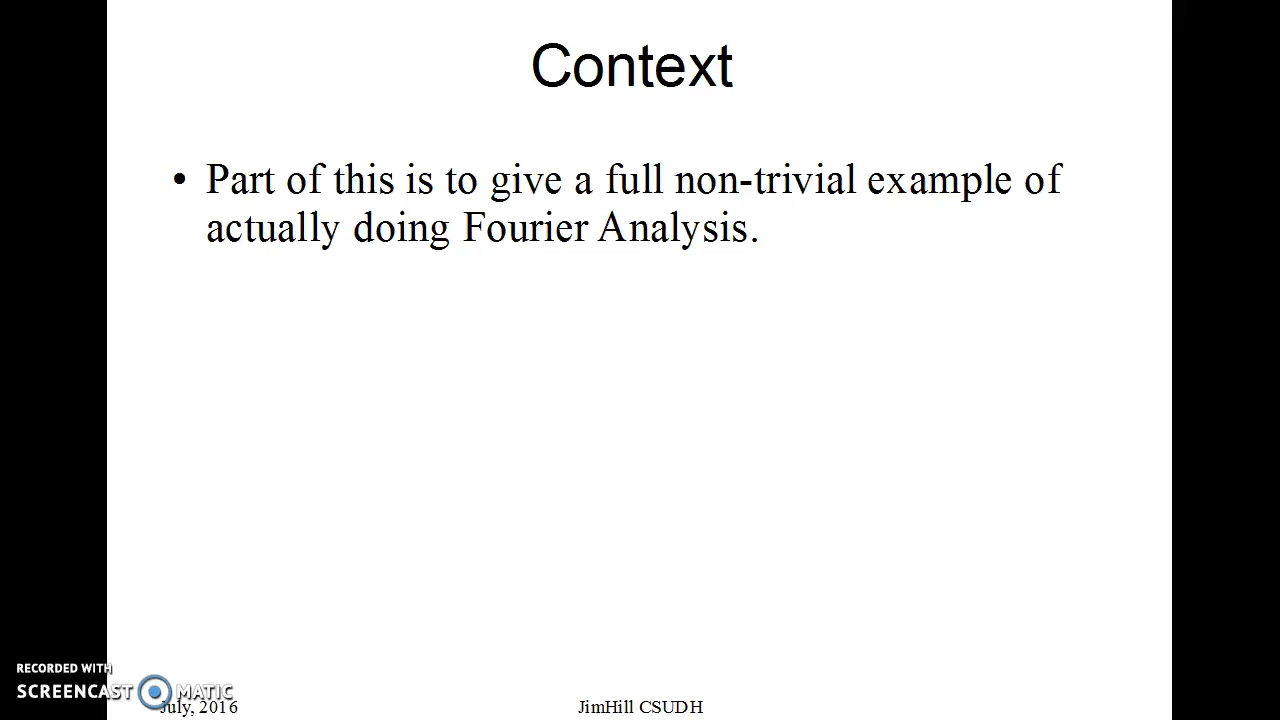 Context
• Part of this is to give a full non-trivial example of
actually doing Fourier Analysis.
RECORDED WITH
SCREENCAST MATIC
July, 2016
JimHill CSUDH